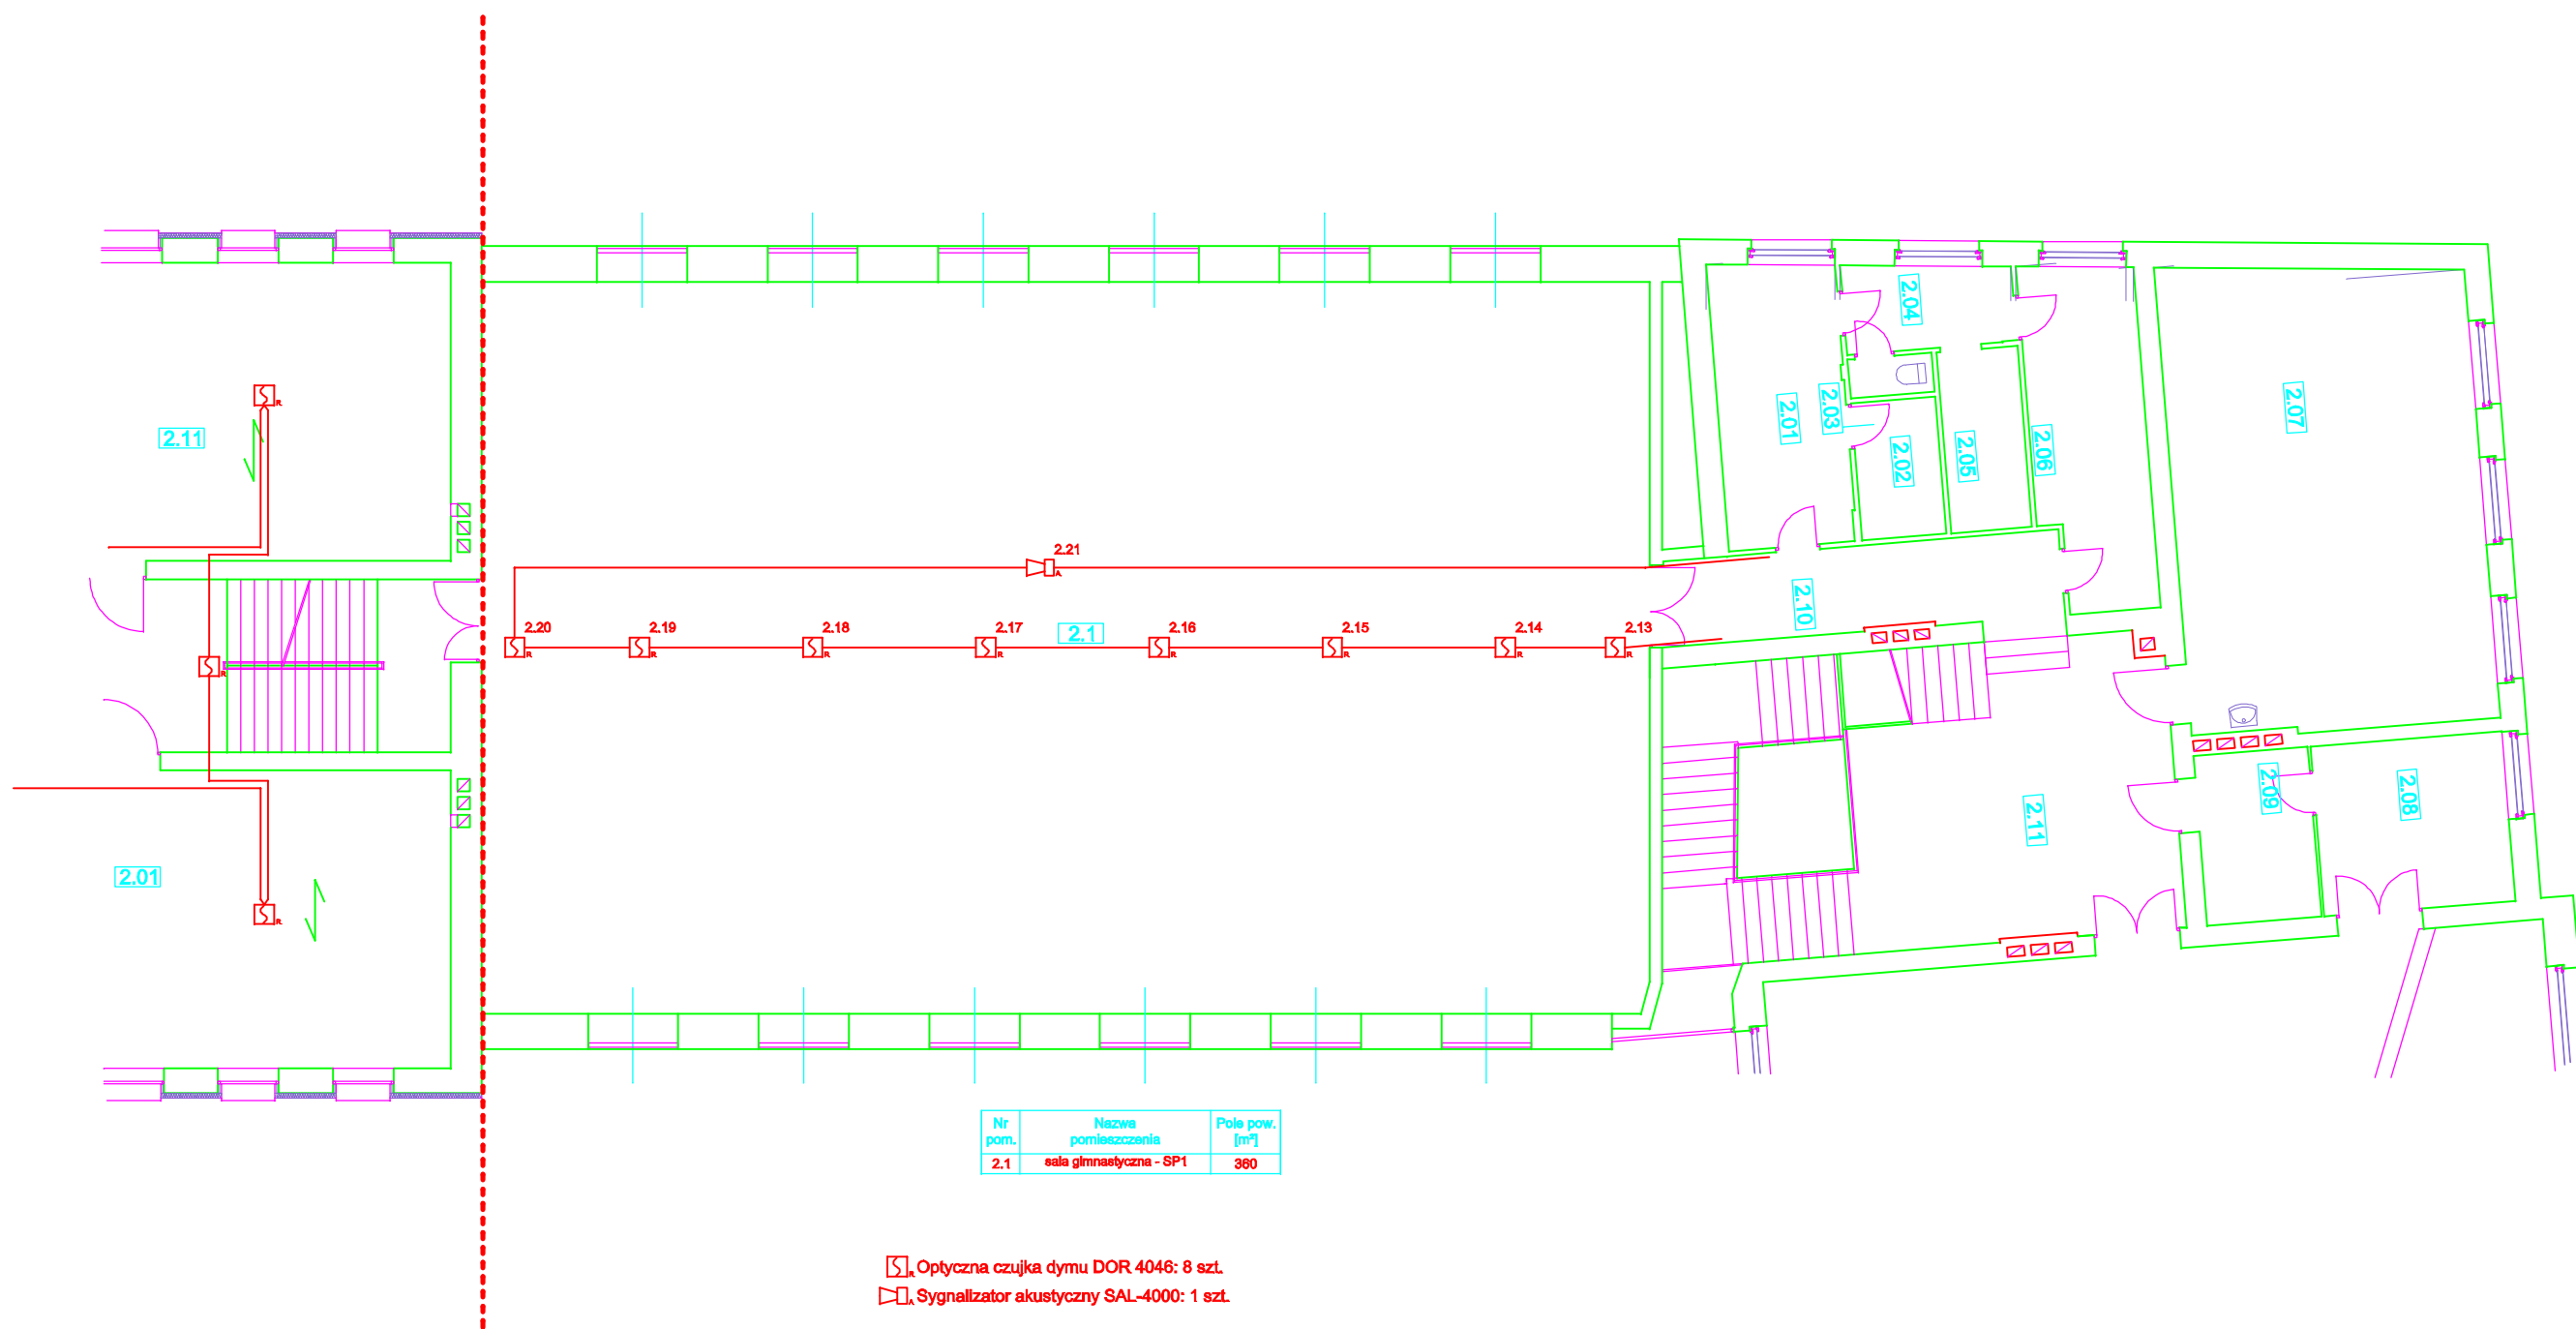 2.04
2.01
2.03
2.02
2.05
2.06
2.07
2.11
2.21
A
R
2.10
2.20
R
2.19
R
2.18
R
2.17
R
2.1
2.16
R
2.15
R
2.14
R
2.13
R
R
2.09
2.08
2.11
2.01
R
Nr pom.
Nazwa pomieszczenia
Pole pow. [m²]
2.1 sala gimnastyczna - SP1 360
R Optyczna czujka dymu DOR 4046: 8 szt.
A Sygnalizator akustyczny SAL-4000: 1 szt.